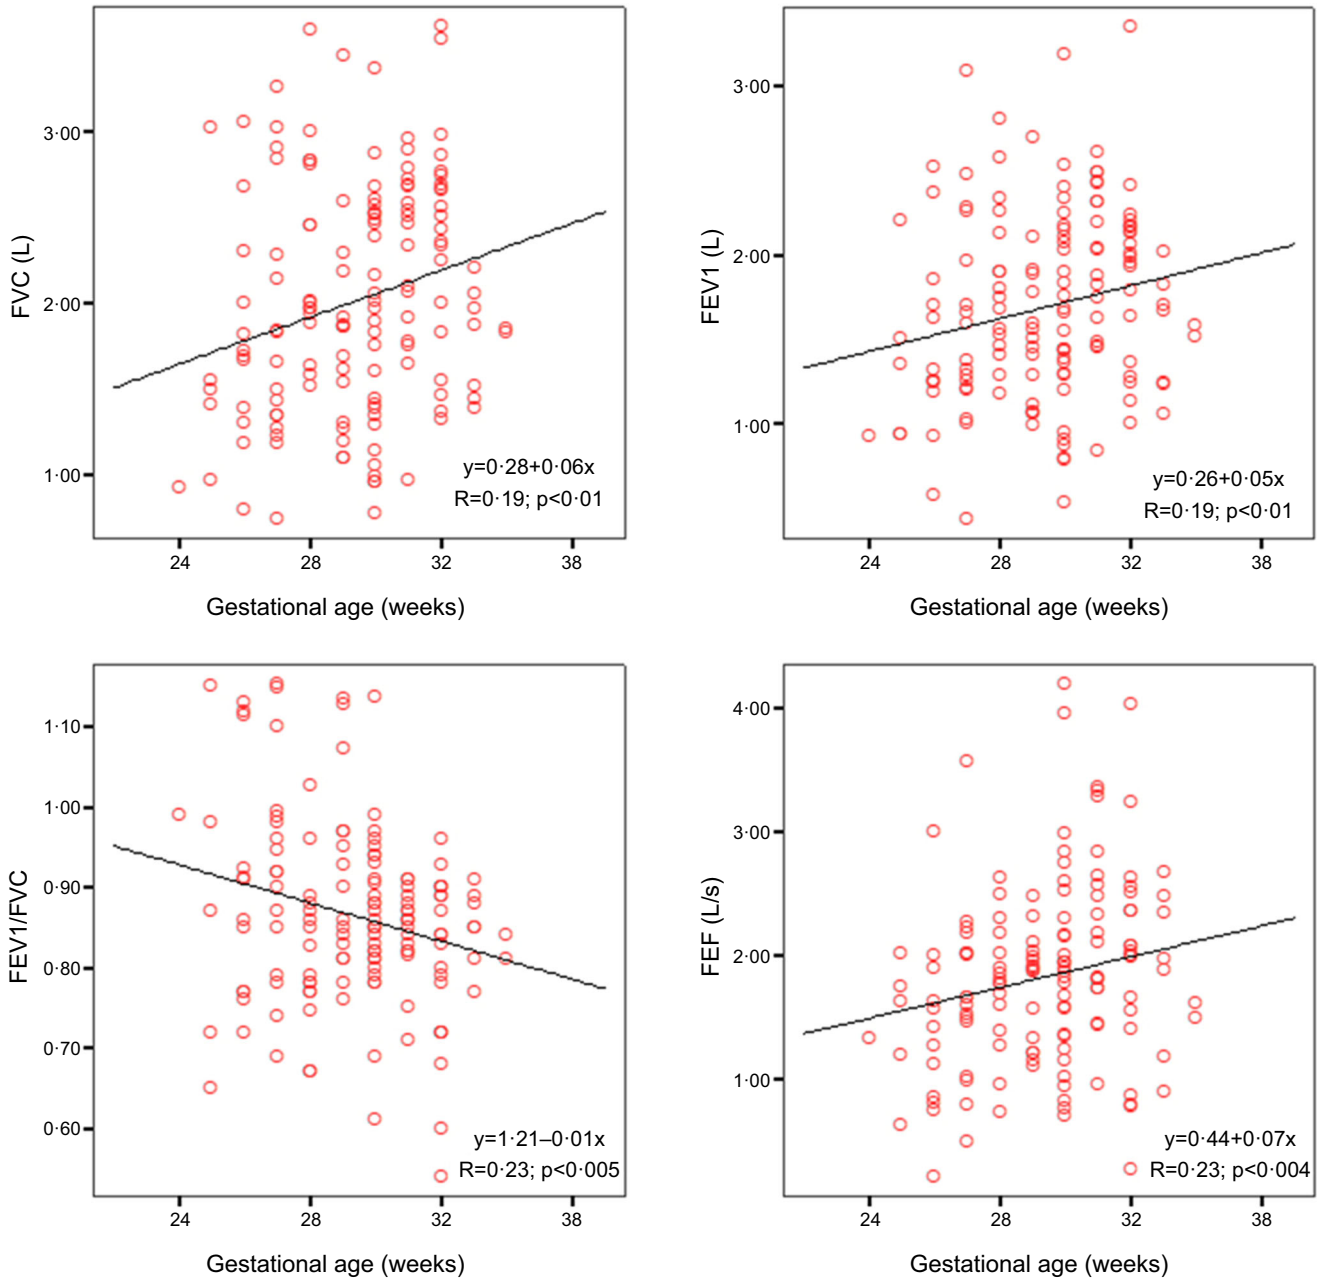 FVC (L)
3·00
2·00
1·00
y=0·28+0·06x
R=0·19; p<0·01
24 28 32 38
Gestational age (weeks)
FEV1 (L)
3·00
2·00
1·00
y=0·26+0·05x
R=0·19; p<0·01
24 28 32 38
Gestational age (weeks)
FEV1/FVC
1·10
1·00
0·90
0·80
0·70
0·60
y=1·21–0·01x
R=0·23; p<0·005
24 28 32 38
Gestational age (weeks)
FEF (L/s)
4·00
3·00
2·00
1·00
y=0·44+0·07x
R=0·23; p<0·004
24 28 32 38
Gestational age (weeks)